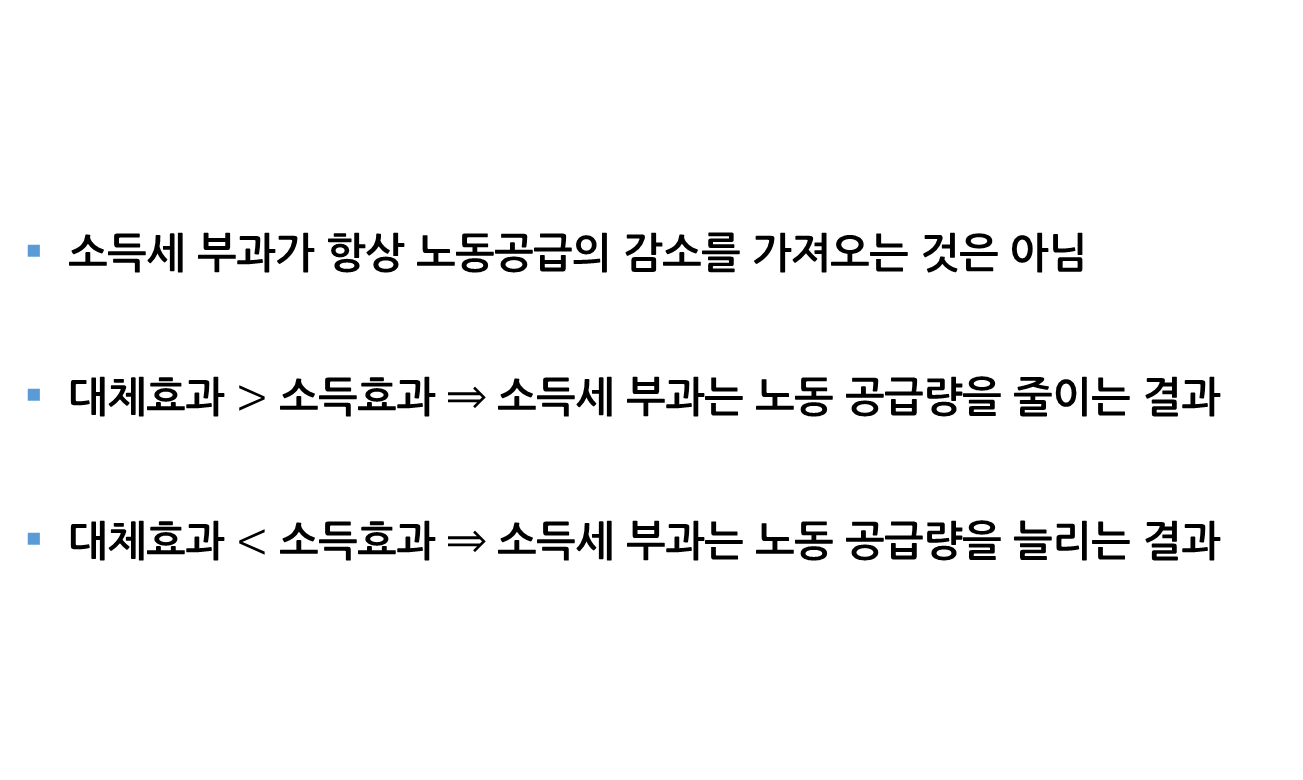 ▪ 소득세 부과가 항상 노동공급의 감소를 가져오는 것은 아님
▪ 대체효과 > 소득효과 ⇒ 소득세 부과는 노동 공급량을 줄이는 결과
▪ 대체효과 < 소득효과 ⇒ 소득세 부과는 노동 공급량을 늘리는 결과